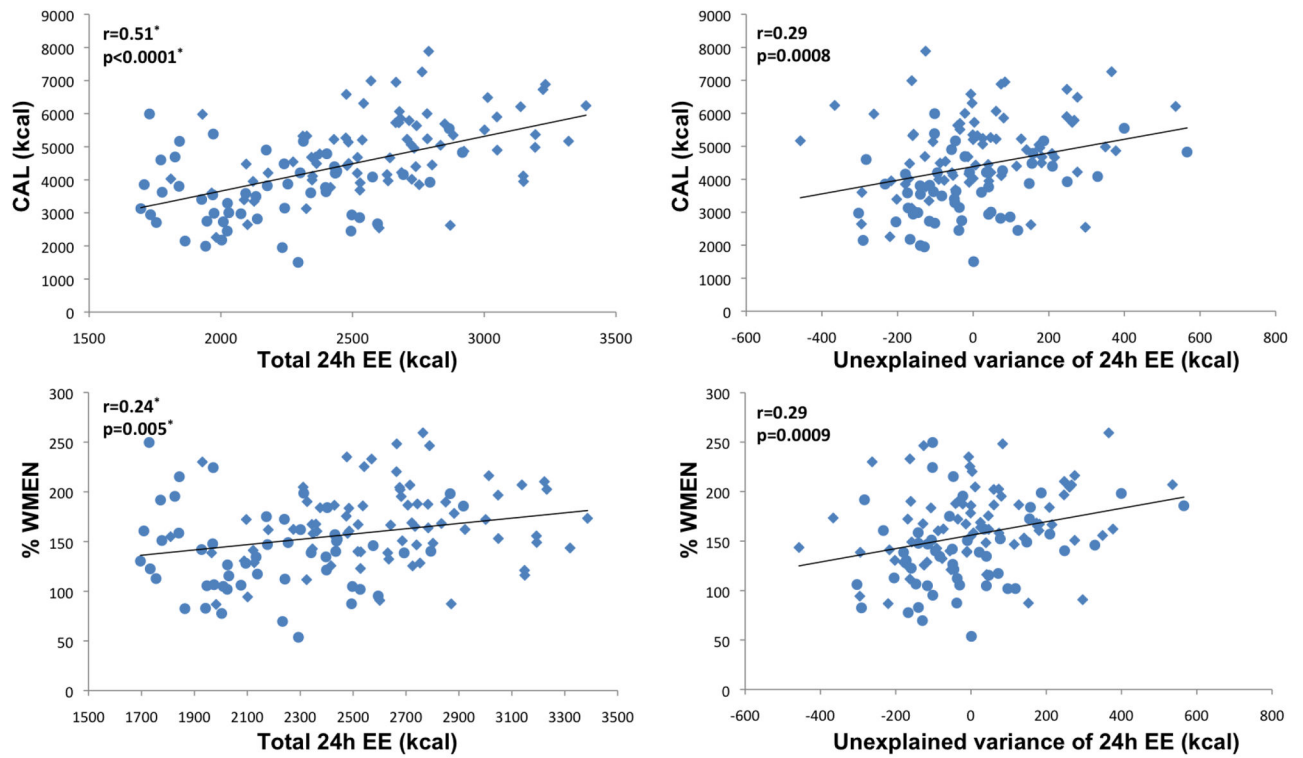 r=0.51*
p<0.0001*
CAL (kcal)
9000
8000
7000
6000
5000
4000
3000
2000
1000
0
1500 2000 2500 3000 3500
Total 24h EE (kcal)
r=0.29
p=0.0008
CAL (kcal)
9000
8000
7000
6000
5000
4000
3000
2000
1000
0
-600 -400 -200 0 200 400 600 800
Unexplained variance of 24h EE (kcal)
r=0.24*
p=0.005*
% WMEN
300
250
200
150
100
50
0
1500 1700 1900 2100 2300 2500 2700 2900 3100 3300 3500
Total 24h EE (kcal)
r=0.29
p=0.0009
% WMEN
300
250
200
150
100
50
0
-600 -400 -200 0 200 400 600 800
Unexplained variance of 24h EE (kcal)